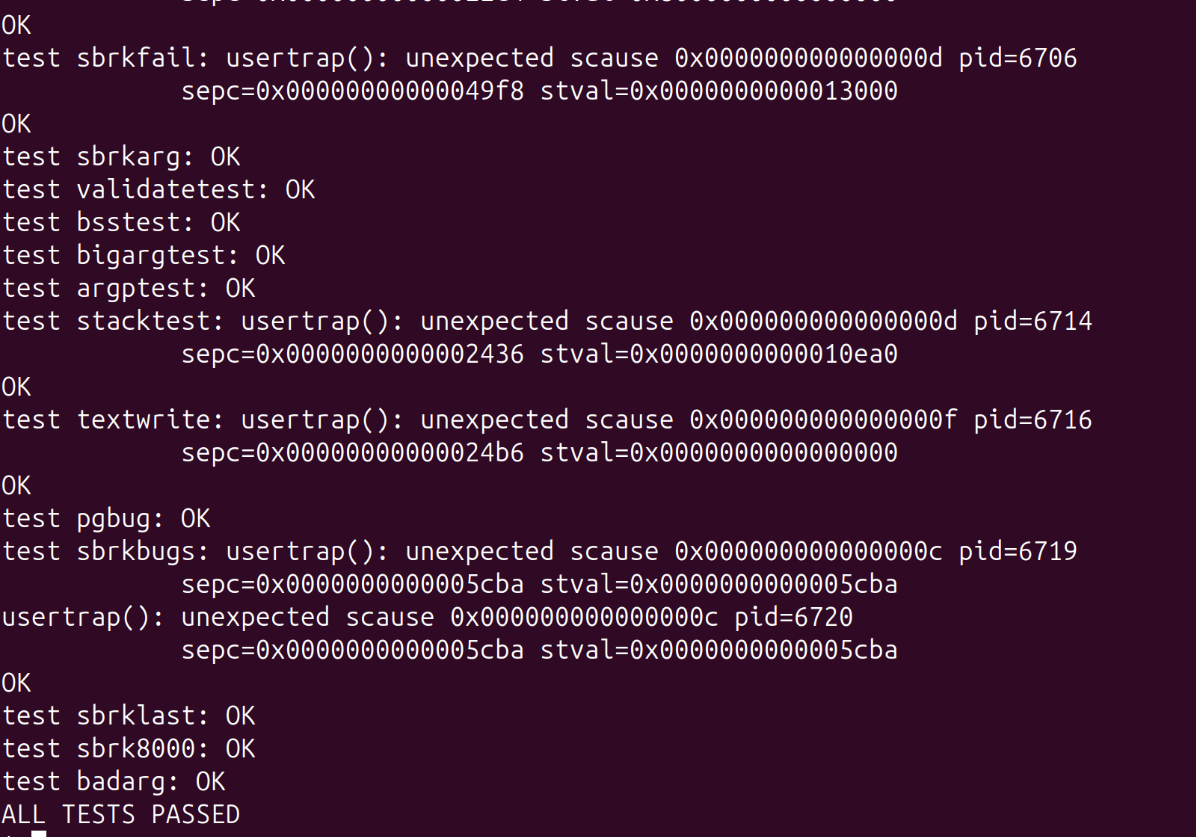 OK
test sbrkfail: usertrap(): unexpected scause 0x000000000000000d pid=6706
            sepc=0x00000000000049f8 stval=0x0000000000013000
OK
test sbrkarg: OK
test validatetest: OK
test bsstest: OK
test bigargtest: OK
test argptest: OK
test stacktest: usertrap(): unexpected scause 0x000000000000000d pid=6714
            sepc=0x0000000000002436 stval=0x0000000000010ea0
OK
test textwrite: usertrap(): unexpected scause 0x000000000000000f pid=6716
            sepc=0x00000000000024b6 stval=0x0000000000000000
OK
test pgbug: OK
test sbrkbugs: usertrap(): unexpected scause 0x000000000000000c pid=6719
            sepc=0x0000000000005cba stval=0x0000000000005cba
usertrap(): unexpected scause 0x000000000000000c pid=6720
            sepc=0x0000000000005cba stval=0x0000000000005cba
OK
test sbrklast: OK
test sbrk8000: OK
test badarg: OK
ALL TESTS PASSED